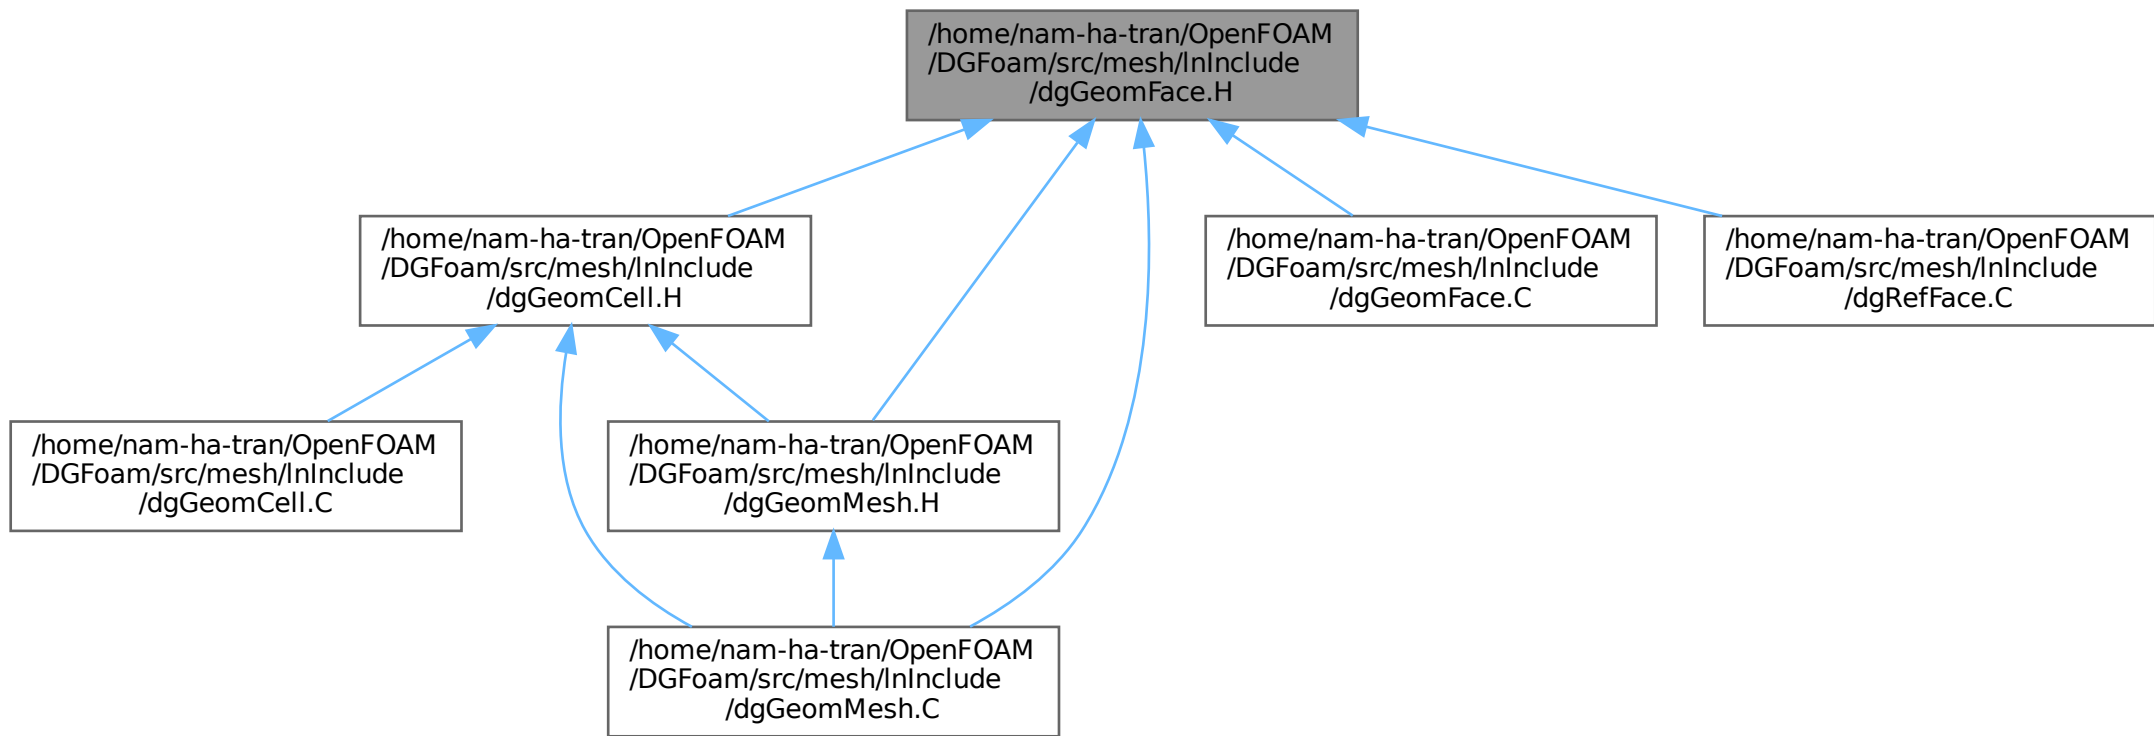 /home/nam-ha-tran/OpenFOAM
/DGFoam/src/mesh/lnInclude
/dgGeomFace.H
/home/nam-ha-tran/OpenFOAM
/DGFoam/src/mesh/lnInclude
/dgGeomCell.H
/home/nam-ha-tran/OpenFOAM
/DGFoam/src/mesh/lnInclude
/dgGeomFace.C
/home/nam-ha-tran/OpenFOAM
/DGFoam/src/mesh/lnInclude
/dgRefFace.C
/home/nam-ha-tran/OpenFOAM
/DGFoam/src/mesh/lnInclude
/dgGeomCell.C
/home/nam-ha-tran/OpenFOAM
/DGFoam/src/mesh/lnInclude
/dgGeomMesh.H
/home/nam-ha-tran/OpenFOAM
/DGFoam/src/mesh/lnInclude
/dgGeomMesh.C